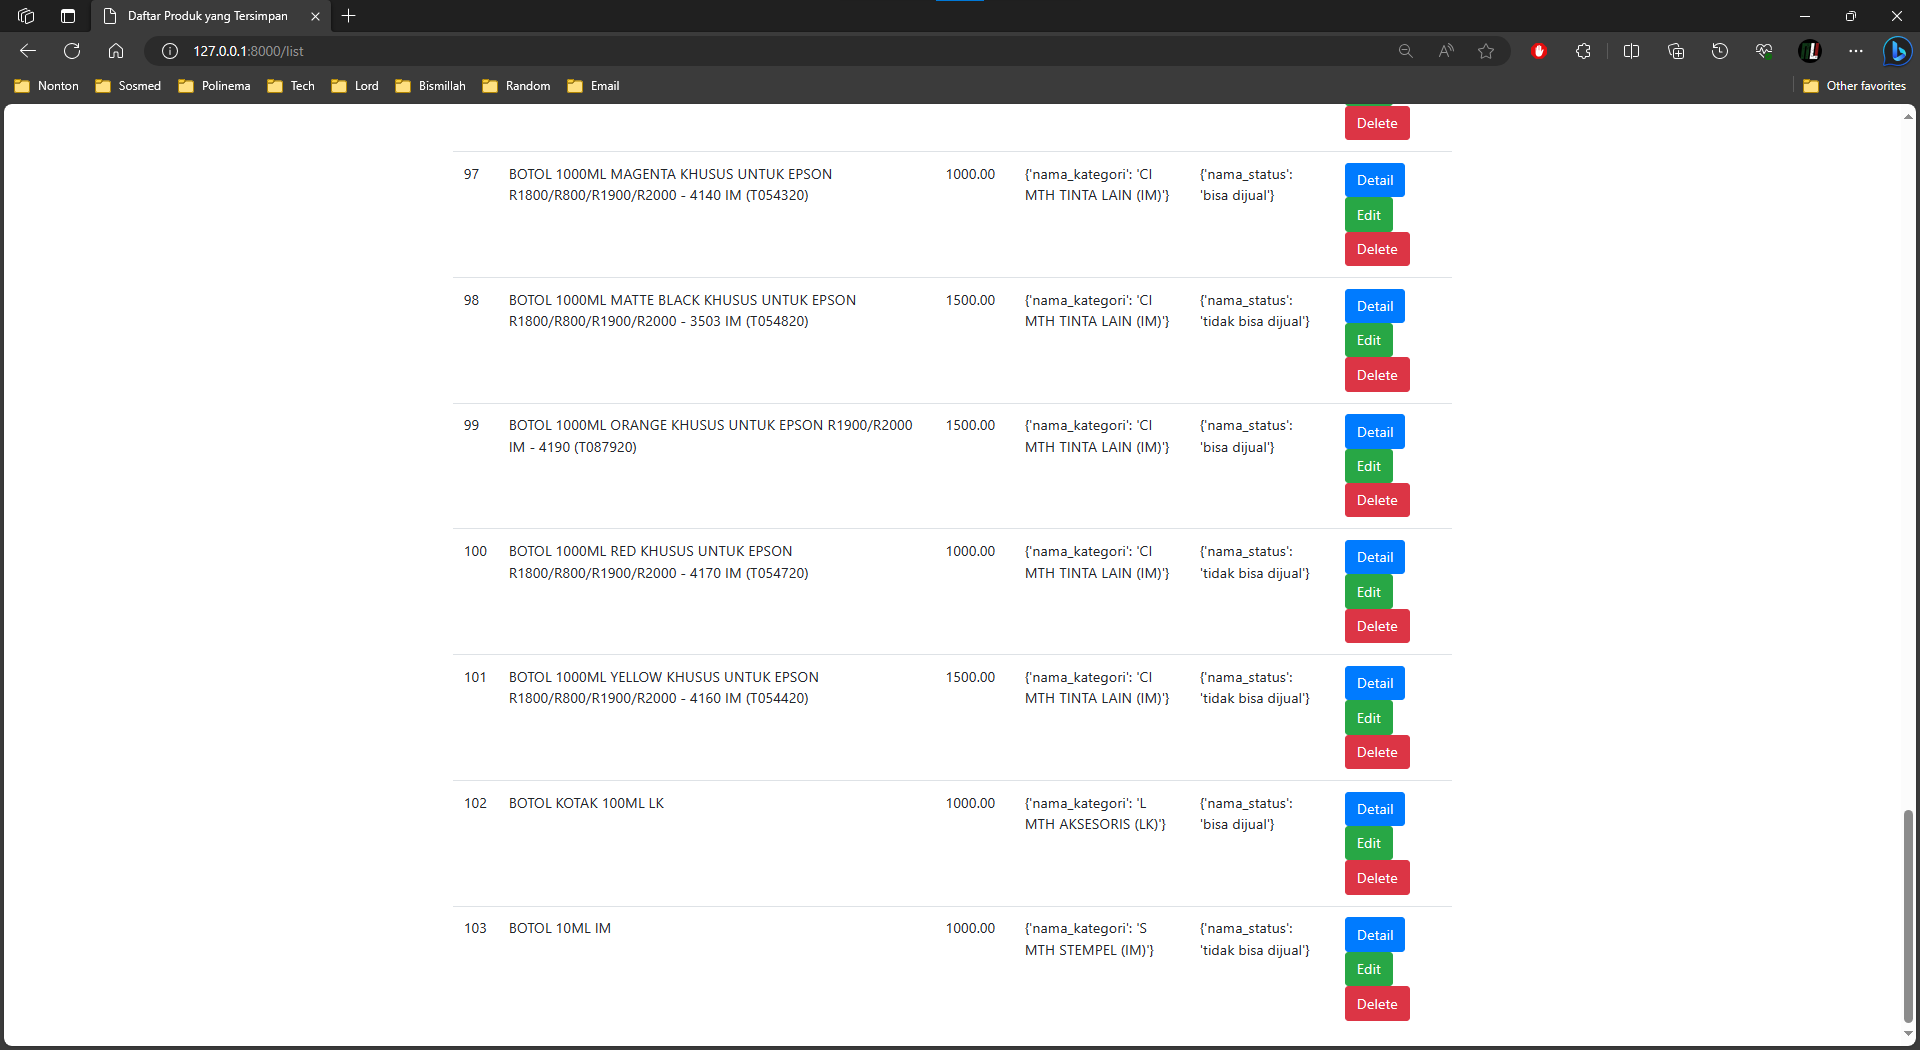 Daftar Produk yang Tersimpan
127.0.0.1:8000/list
Nonton Sosmed Polinema Tech Lord Bismillah Random Email Other favorites
Delete
97 BOTOL 1000ML MAGENTA KHUSUS UNTUK EPSON 1000.00 {'nama_kategori': 'CI {'nama_status': Detail
R1800/R800/R1900/R2000 - 4140 IM (T054320) MTH TINTA LAIN (IM)'} 'bisa dijual'}
Edit
Delete
98 BOTOL 1000ML MATTE BLACK KHUSUS UNTUK EPSON 1500.00 {'nama_kategori': 'CI {'nama_status': Detail
R1800/R800/R1900/R2000 - 3503 IM (T054820) MTH TINTA LAIN (IM)'} 'tidak bisa dijual'}
Edit
Delete
99 BOTOL 1000ML ORANGE KHUSUS UNTUK EPSON R1900/R2000 1500.00 {'nama_kategori': 'CI {'nama_status': Detail
IM - 4190 (T087920) MTH TINTA LAIN (IM)'} 'bisa dijual'}
Edit
Delete
100 BOTOL 1000ML RED KHUSUS UNTUK EPSON 1000.00 {'nama_kategori': 'CI {'nama_status': Detail
R1800/R800/R1900/R2000 - 4170 IM (T054720) MTH TINTA LAIN (IM)'} 'tidak bisa dijual'}
Edit
Delete
101 BOTOL 1000ML YELLOW KHUSUS UNTUK EPSON 1500.00 {'nama_kategori': 'CI {'nama_status': Detail
R1800/R800/R1900/R2000 - 4160 IM (T054420) MTH TINTA LAIN (IM)'} 'tidak bisa dijual'}
Edit
Delete
102 BOTOL KOTAK 100ML LK 1000.00 {'nama_kategori': 'L {'nama_status': Detail
MTH AKSESORIS (LK)'} 'bisa dijual'}
Edit
Delete
103 BOTOL 10ML IM 1000.00 {'nama_kategori': 'S {'nama_status': Detail
MTH STEMPEL (IM)'} 'tidak bisa dijual'}
Edit
Delete